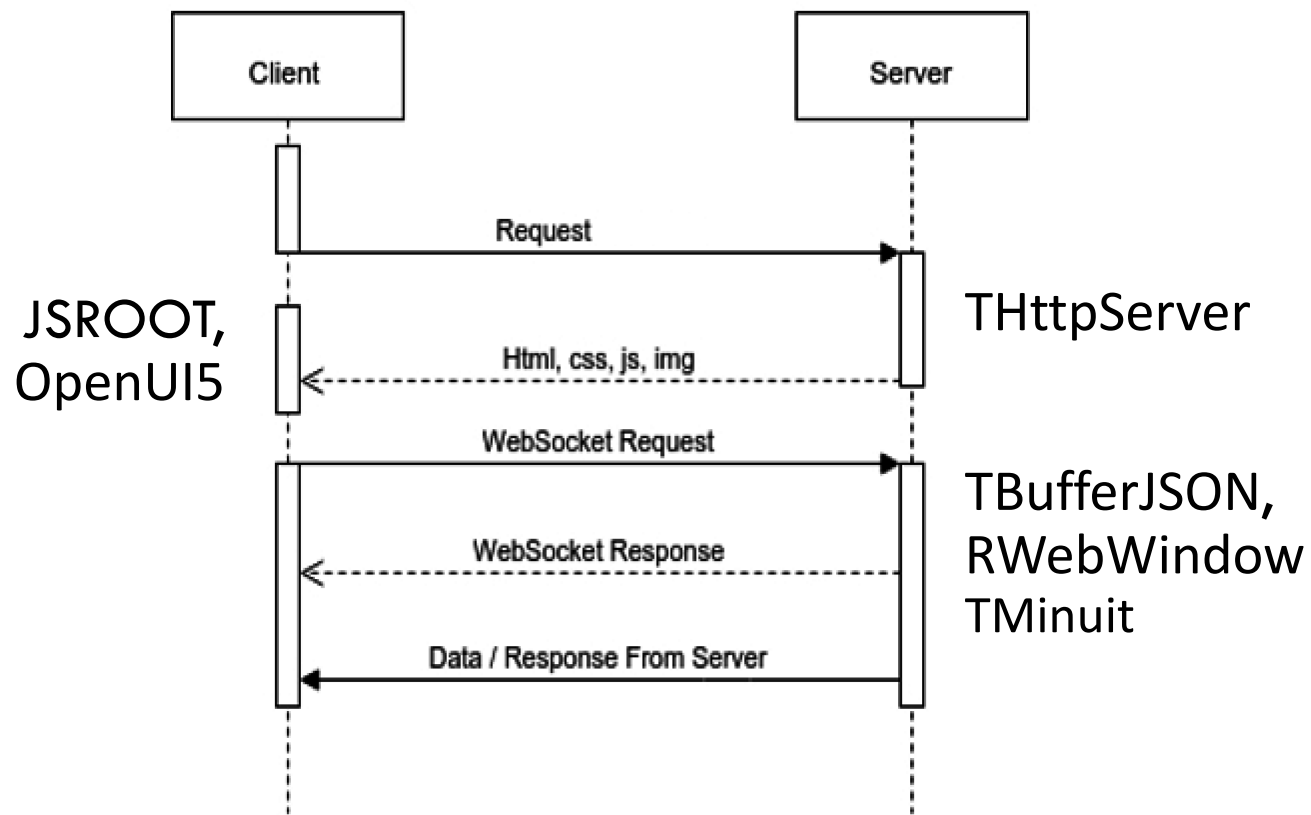 Client
Server
Request
JSROOT,
OpenUI5
THttpServer
Html, css, js, img
WebSocket Request
TBufferJSON,
RWebWindow
TMinuit
WebSocket Response
Data / Response From Server